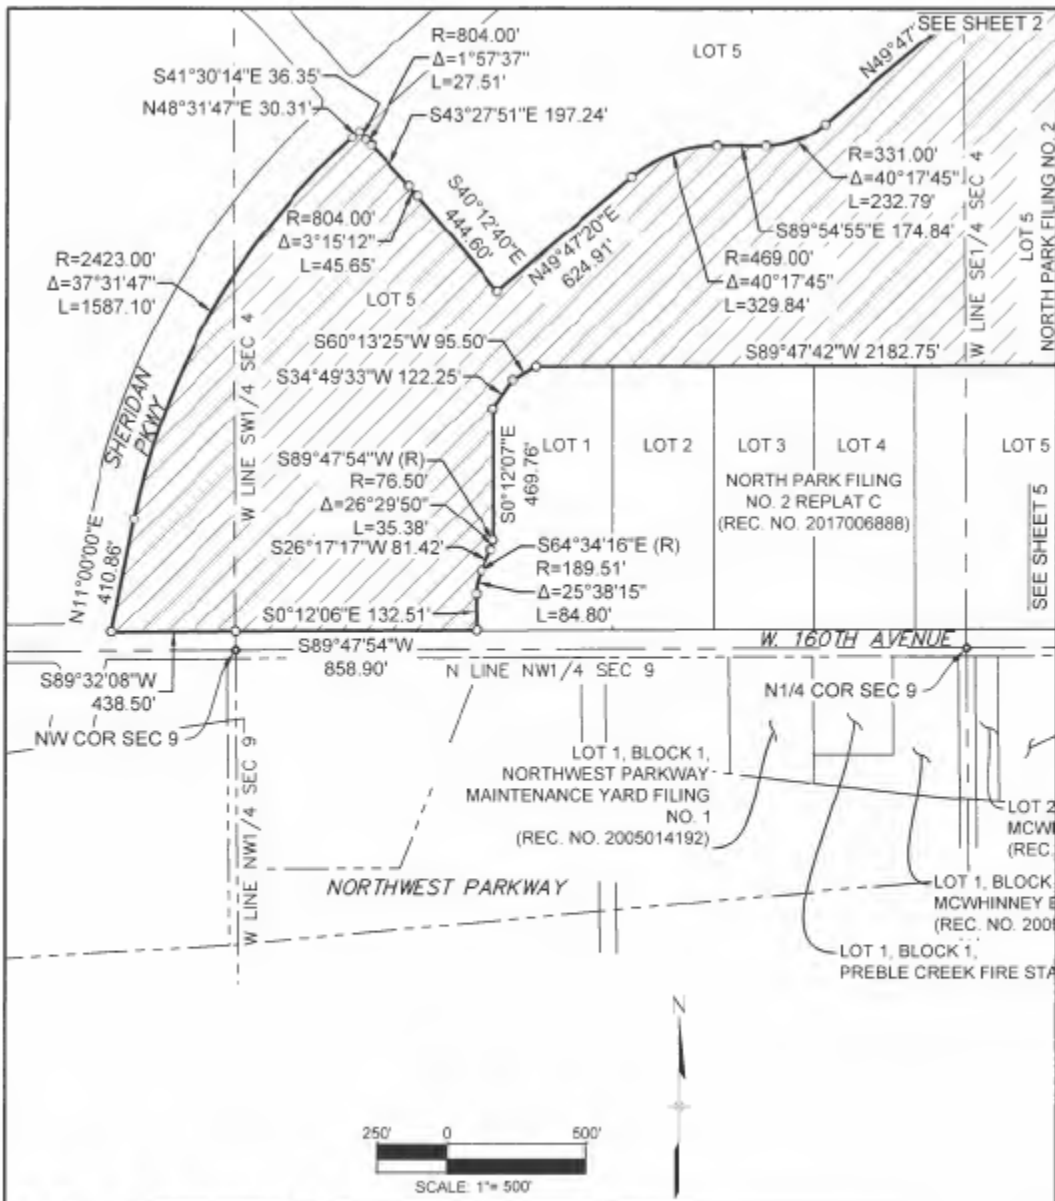 SEE SHEET 2
R=804.00'
Δ=1°57'37"
L=27.51'
LOT 5
N49°47'
S41°30'14"E 36.35'
N48°31'47"E 30.31'
S43°27'51"E 197.24'
R=331.00'
Δ=40°17'45"
L=232.79'
W LINE SE1/4 SEC 4
LOT 5
NORTH PARK FILING NO. 2
S40°12'40"E
444.60'
R=804.00'
Δ=3°15'12"
L=45.65'
N49°47'20"E
624.91'
S89°54'55"E 174.84'
R=469.00'
Δ=40°17'45"
L=329.84'
R=2423.00'
Δ=37°31'47"
L=1587.10'
LOT 5
W LINE SW1/4 SEC 4
S60°13'25"W 95.50'
S89°47'42"W 2182.75'
S34°49'33"W 122.25'
SHERIDAN
PKWY
LOT 1
LOT 2
LOT 3
LOT 4
LOT 5
S0°12'07"E
469.76'
S89°47'54"W (R)
R=76.50'
Δ=26°29'50"
L=35.38'
NORTH PARK FILING
NO. 2 REPLAT C
(REC. NO. 2017006888)
SEE SHEET 5
S26°17'17"W 81.42'
S64°34'16"E (R)
R=189.51'
Δ=25°38'15"
L=84.80'
N11°00'00"E
410.86'
S0°12'06"E 132.51'
W. 160TH AVENUE
S89°47'54"W
858.90'
N LINE NW1/4 SEC 9
S89°32'08"W
438.50'
N1/4 COR SEC 9
NW COR SEC 9
W LINE NW1/4 SEC 9
LOT 1, BLOCK 1,
NORTHWEST PARKWAY
MAINTENANCE YARD FILING
NO. 1
(REC. NO. 2005014192)
LOT 2
MCWH
(REC.
NORTHWEST PARKWAY
LOT 1, BLOCK
MCWHINNEY E
(REC. NO. 200
LOT 1, BLOCK 1,
PREBLE CREEK FIRE STA
N
250' 0 500'
SCALE: 1"= 500'